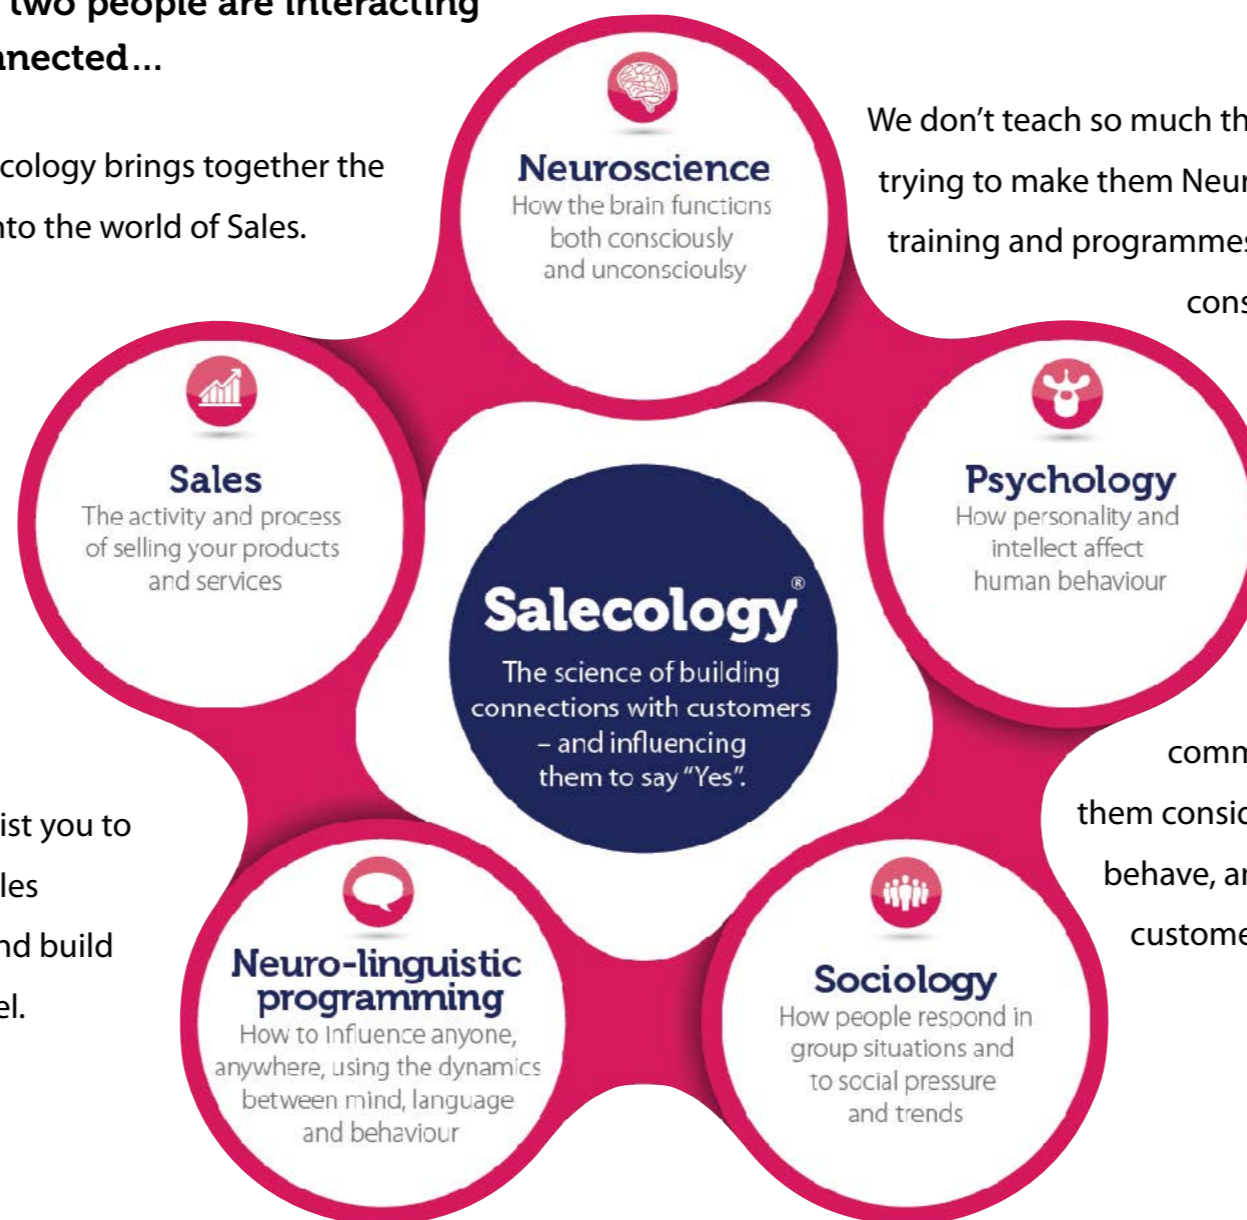 two people are interacting
nnected...
cology brings together the
nto the world of Sales.
Neuroscience
How the brain functions
both consciously
and unconscioulsy
We don't teach so much th
trying to make them Neur
training and programmes
cons
Sales
The activity and process
of selling your products
and services
Psychology
How personality and
intellect affect
human behaviour
Salecology®
The science of building
connections with customers
– and influencing
them to say "Yes".
ist you to
les
nd build
el.
comm
them consid
behave, an
custome
Neuro-linguistic
programming
How to influence anyone,
anywhere, using the dynamics
between mind, language
and behaviour
Sociology
How people respond in
group situations and
to social pressure
and trends